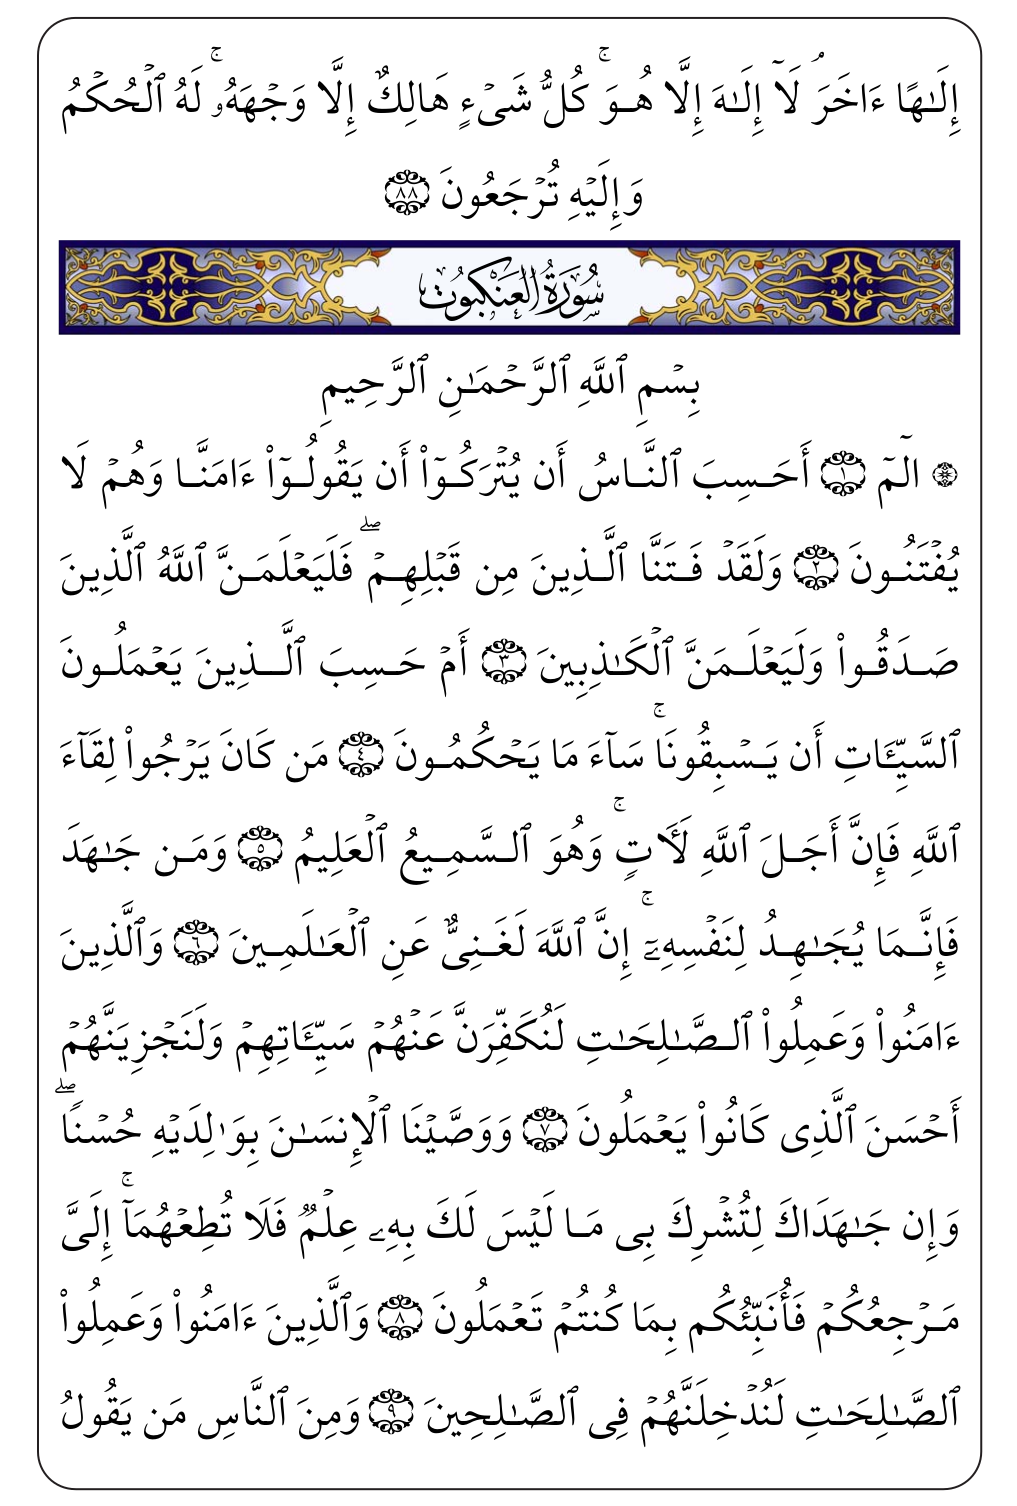 إِلَـٰهًا ءَاخَرَ ۘ لَآ إِلَـٰهَ إِلَّا هُـوَ ۚ كُلُّ شَىْءٍ هَالِكٌ إِلَّا وَجْهَهُۥ ۚ لَهُ ٱلْحُكْمُ
وَإِلَيْهِ تُرْجَعُونَ ٨٨
سُورَةُ العَنكَبُوت
بِسْمِ ٱللَّهِ ٱلرَّحْمَـٰنِ ٱلرَّحِيمِ
۞ الٓمٓ ١ أَحَسِبَ ٱلنَّاسُ أَن يُتْرَكُوٓا۟ أَن يَقُولُوٓا۟ ءَامَنَّا وَهُمْ لَا
يُفْتَنُونَ ٢ وَلَقَدْ فَتَنَّا ٱلَّذِينَ مِن قَبْلِهِمْ ۖ فَلَيَعْلَمَنَّ ٱللَّهُ ٱلَّذِينَ
صَدَقُوا۟ وَلَيَعْلَمَنَّ ٱلْكَـٰذِبِينَ ٣ أَمْ حَسِبَ ٱلَّذِينَ يَعْمَلُونَ
ٱلسَّيِّـَٔاتِ أَن يَسْبِقُونَا ۚ سَآءَ مَا يَحْكُمُونَ ٤ مَن كَانَ يَرْجُوا۟ لِقَآءَ
ٱللَّهِ فَإِنَّ أَجَلَ ٱللَّهِ لَـَٔاتٍ ۚ وَهُوَ ٱلسَّمِيعُ ٱلْعَلِيمُ ٥ وَمَن جَـٰهَدَ
فَإِنَّمَا يُجَـٰهِدُ لِنَفْسِهِۦٓ ۚ إِنَّ ٱللَّهَ لَغَنِىٌّ عَنِ ٱلْعَـٰلَمِينَ ٦ وَٱلَّذِينَ
ءَامَنُوا۟ وَعَمِلُوا۟ ٱلصَّـٰلِحَـٰتِ لَنُكَفِّرَنَّ عَنْهُمْ سَيِّـَٔاتِهِمْ وَلَنَجْزِيَنَّهُمْ
أَحْسَنَ ٱلَّذِى كَانُوا۟ يَعْمَلُونَ ٧ وَوَصَّيْنَا ٱلْإِنسَـٰنَ بِوَٰلِدَيْهِ حُسْنًا ۖ
وَإِن جَـٰهَدَاكَ لِتُشْرِكَ بِى مَا لَيْسَ لَكَ بِهِۦ عِلْمٌ فَلَا تُطِعْهُمَآ ۚ إِلَىَّ
مَرْجِعُكُمْ فَأُنَبِّئُكُم بِمَا كُنتُمْ تَعْمَلُونَ ٨ وَٱلَّذِينَ ءَامَنُوا۟ وَعَمِلُوا۟
ٱلصَّـٰلِحَـٰتِ لَنُدْخِلَنَّهُمْ فِى ٱلصَّـٰلِحِينَ ٩ وَمِنَ ٱلنَّاسِ مَن يَقُولُ